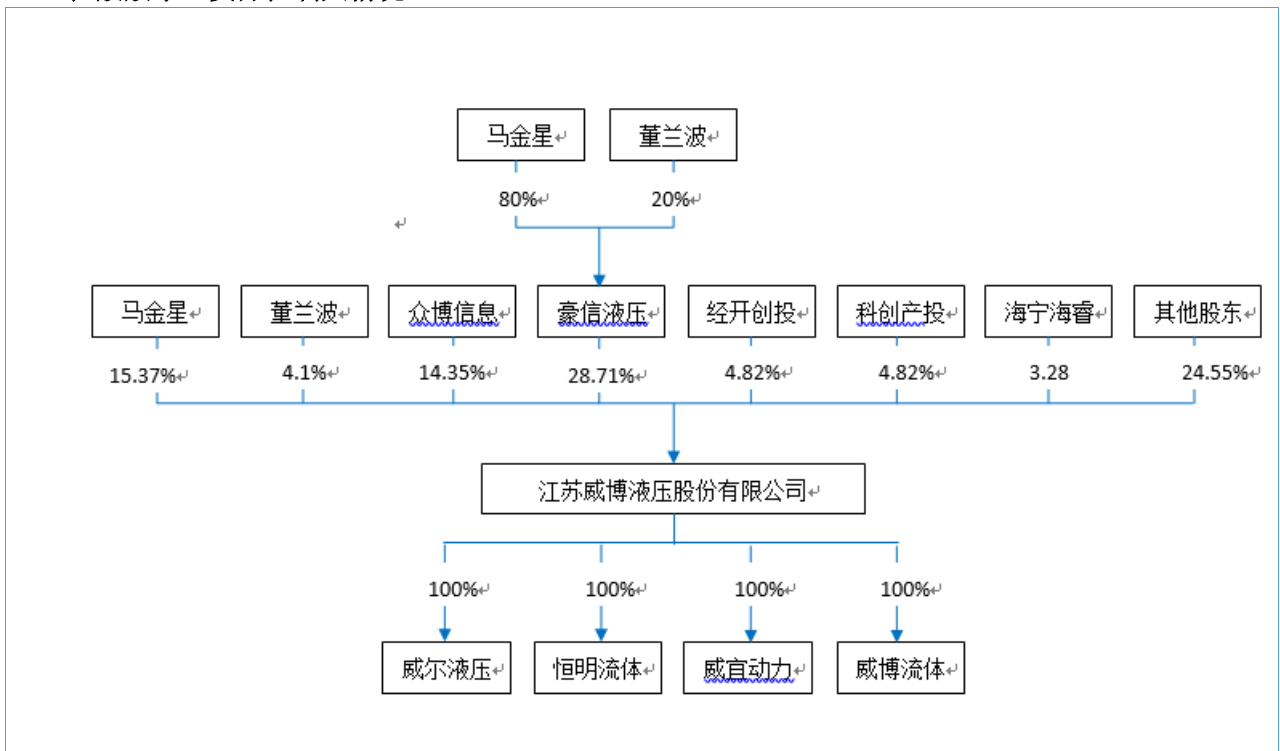 马金星 董兰波
80% 20%
马金星 董兰波 众博信息 豪信液压 经开创投 科创产投 海宁海睿 其他股东
15.37% 4.1% 14.35% 28.71% 4.82% 4.82% 3.28 24.55%
江苏威博液压股份有限公司
100% 100% 100% 100%
威尔液压 恒明流体 威宜动力 威博流体